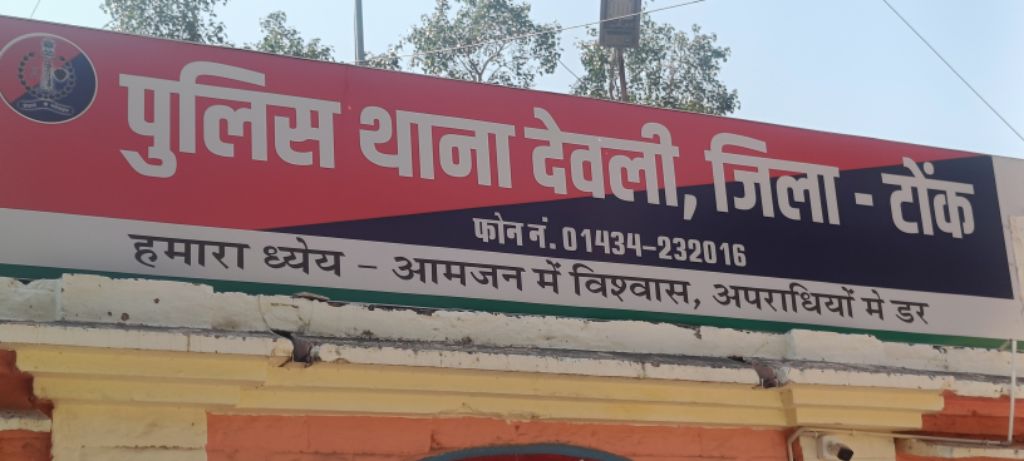 पुलिस थाना देवली, जिला - टोंक
फोन नं. 01434-232016
हमारा ध्येय - आमजन में विश्वास, अपराधियों मे डर